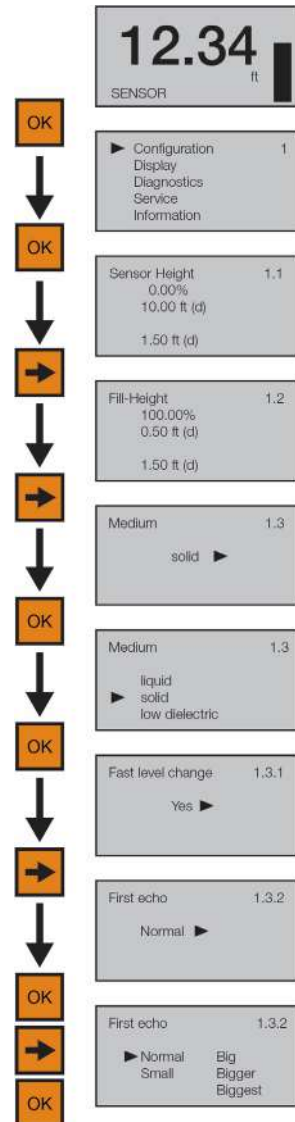 12.34
ft
SENSOR
OK
Configuration 1
Display
Diagnostics
Service
Information
OK
Sensor Height 1.1
0.00%
10.00 ft (d)
1.50 ft (d)
Fill-Height 1.2
100.00%
0.50 ft (d)
1.50 ft (d)
Medium 1.3
solid
OK
Medium 1.3
liquid
solid
low dielectric
OK
Fast level change 1.3.1
Yes
First echo 1.3.2
Normal
OK
First echo 1.3.2
Normal Big
Small Bigger
Biggest
OK